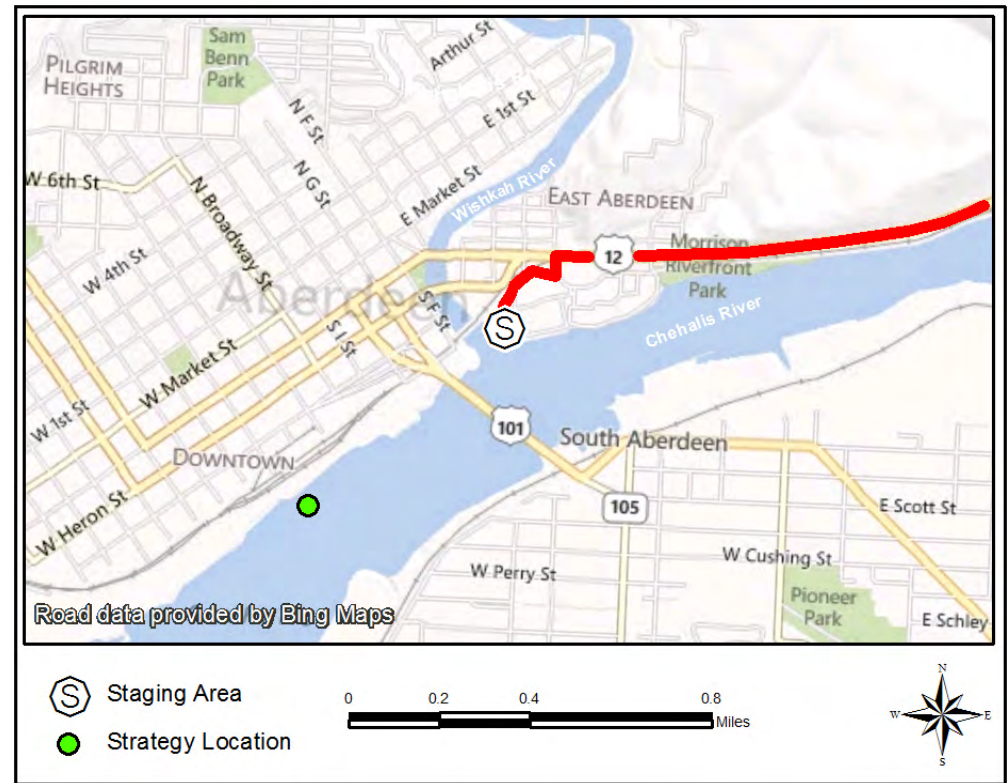 Sam
Benn
Park
PILGRIM
HEIGHTS
Arthur St
N F St
E 1st St
N G St
W 6th St
N Broadway St
E Market St
Wishkah River
EAST ABERDEEN
W 4th St
12
Morrison
Riverfront
Park
Aberdeen
S F St
S
Chehalis River
S I St
W Market St
W 1st St
101
South Aberdeen
DOWNTOWN
105
E Scott St
W Heron St
W Cushing St
W Perry St
Pioneer
Park
E Schley
Road data provided by Bing Maps
S Staging Area
Strategy Location
0 0.2 0.4 0.8
Miles
N
W E
S